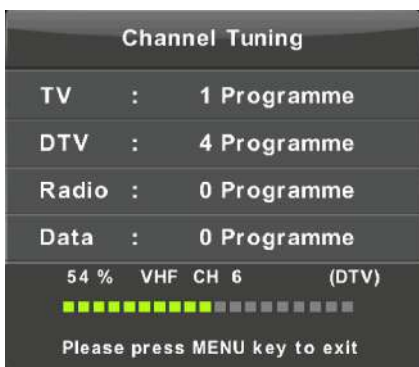 Channel Tuning
TV : 1 Programme
DTV : 4 Programme
Radio : 0 Programme
Data : 0 Programme
54 % VHF CH 6 (DTV)
Please press MENU key to exit